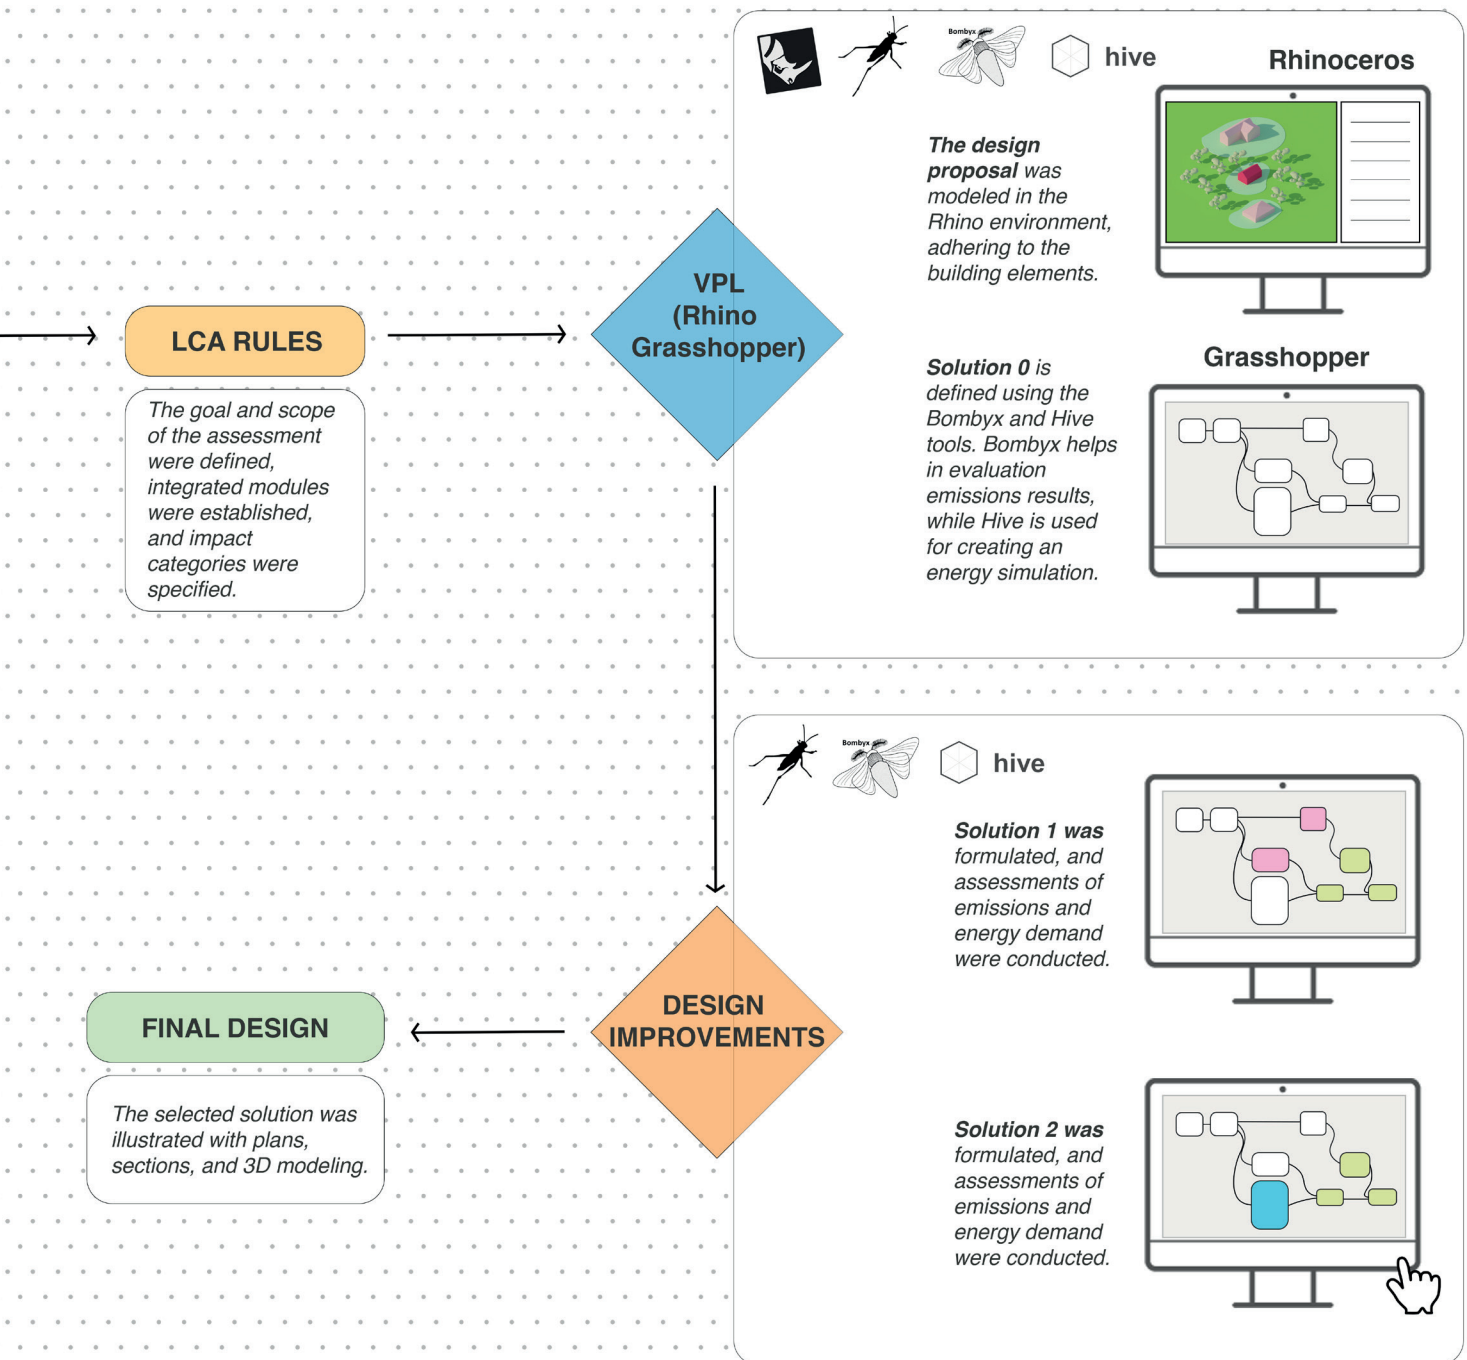 LCA RULES
The goal and scope
of the assessment
were defined,
integrated modules
were established,
and impact
categories were
specified.
VPL
(Rhino
Grasshopper)
Bombyx
hive
Rhinoceros
The design
proposal was
modeled in the
Rhino environment,
adhering to the
building elements.
Grasshopper
Solution 0 is
defined using the
Bombyx and Hive
tools. Bombyx helps
in evaluation
emissions results,
while Hive is used
for creating an
energy simulation.
Bombyx
hive
Solution 1 was
formulated, and
assessments of
emissions and
energy demand
were conducted.
DESIGN
IMPROVEMENTS
Solution 2 was
formulated, and
assessments of
emissions and
energy demand
were conducted.
FINAL DESIGN
The selected solution was
illustrated with plans,
sections, and 3D modeling.